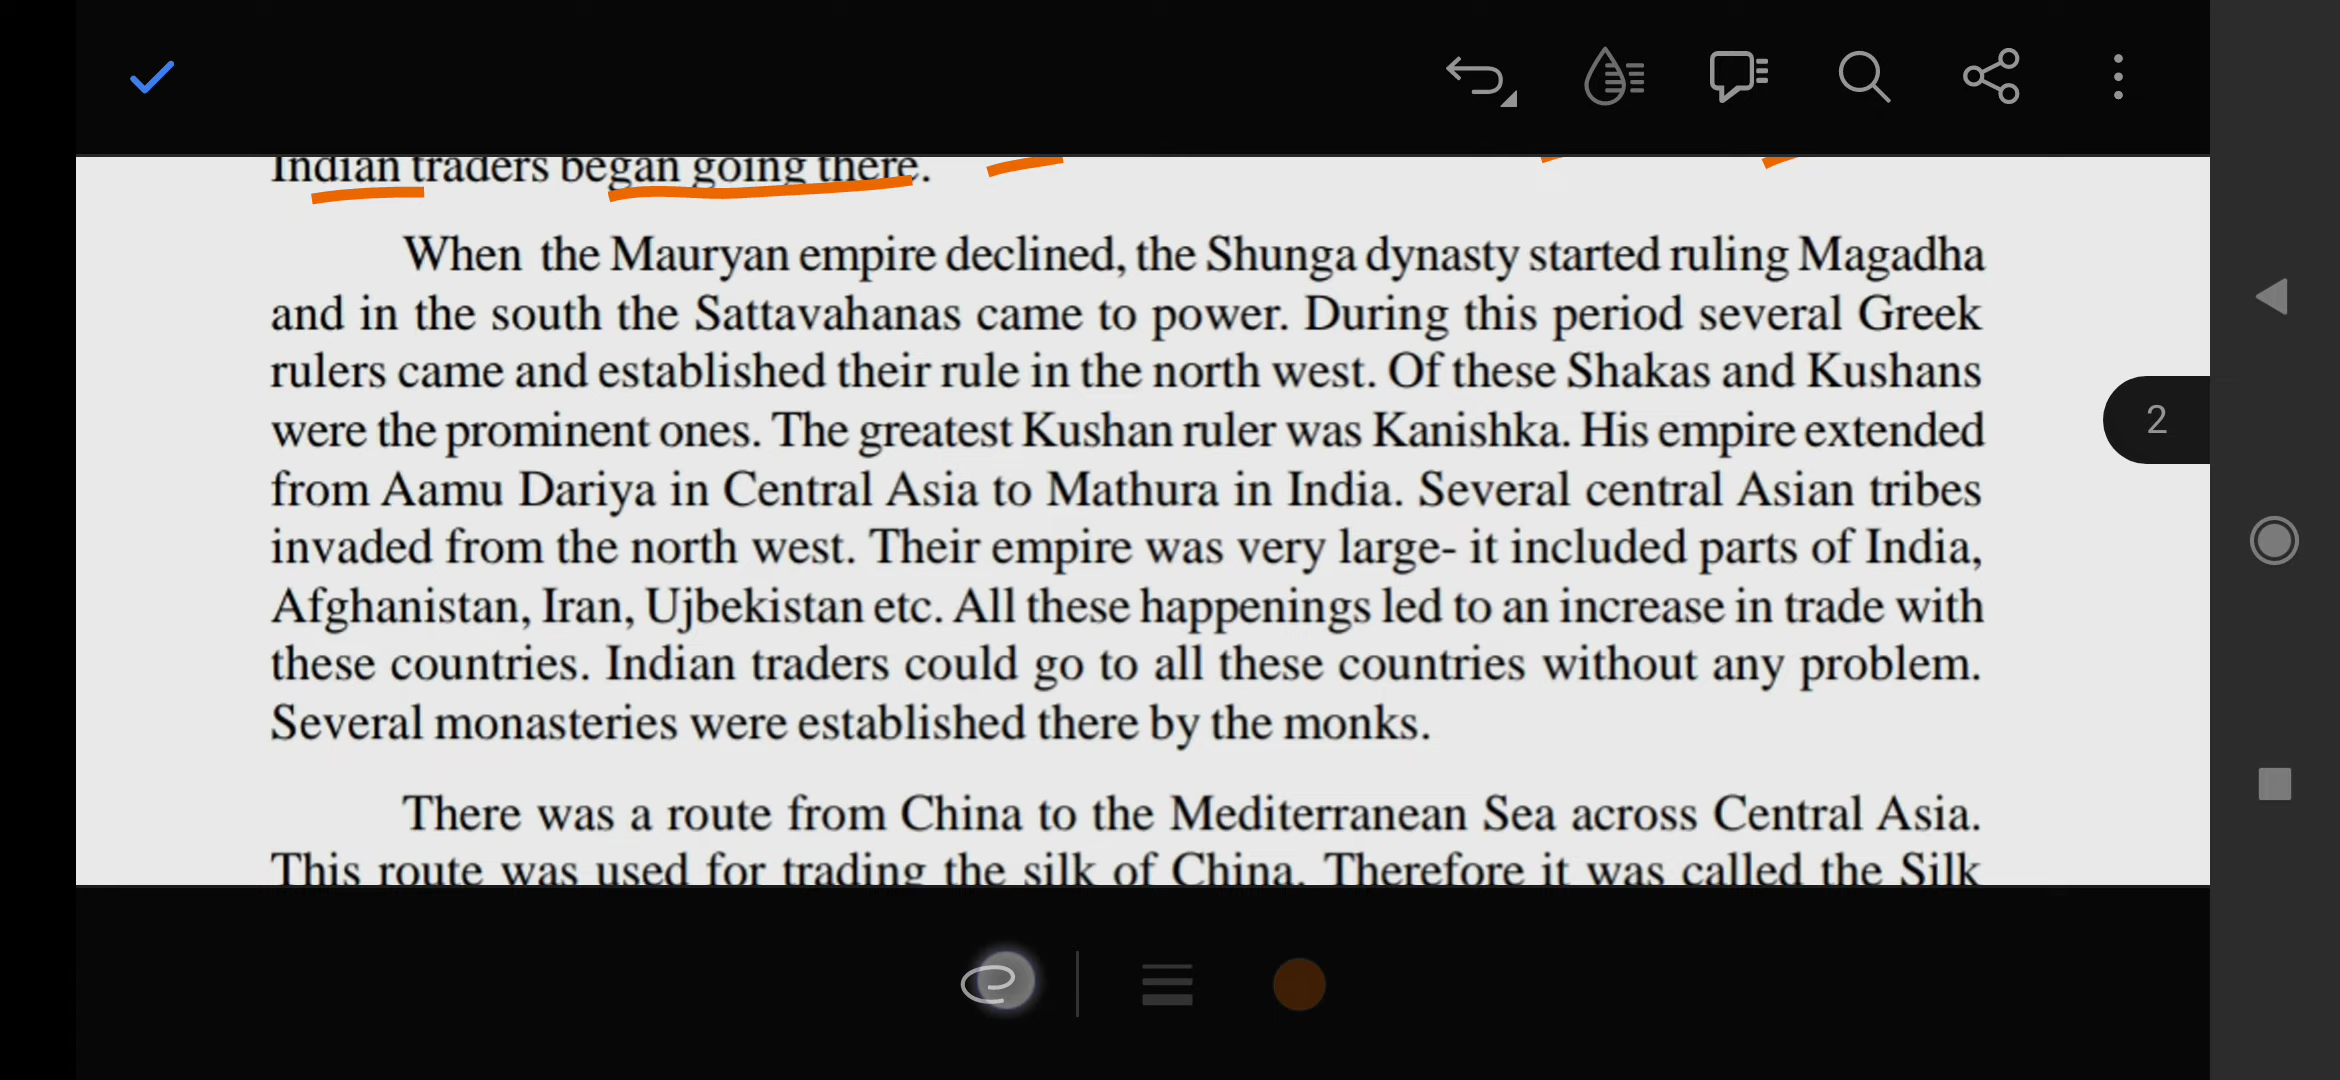 Indian traders began going there.
When the Mauryan empire declined, the Shunga dynasty started ruling Magadha
and in the south the Sattavahanas came to power. During this period several Greek
rulers came and established their rule in the north west. Of these Shakas and Kushans
were the prominent ones. The greatest Kushan ruler was Kanishka. His empire extended
from Aamu Dariya in Central Asia to Mathura in India. Several central Asian tribes
invaded from the north west. Their empire was very large- it included parts of India,
Afghanistan, Iran, Ujbekistan etc. All these happenings led to an increase in trade with
these countries. Indian traders could go to all these countries without any problem.
Several monasteries were established there by the monks.
There was a route from China to the Mediterranean Sea across Central Asia.
This route was used for trading the silk of China. Therefore it was called the Silk
2